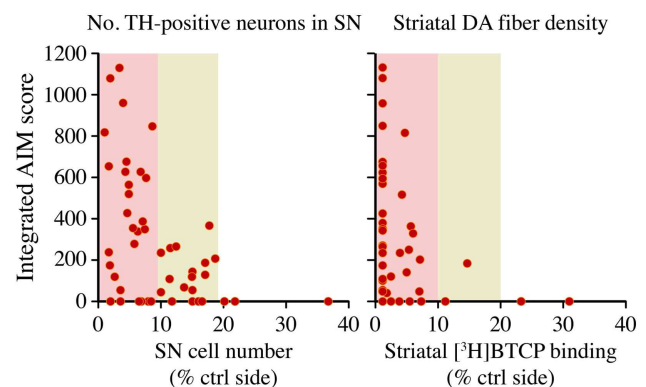 No. TH-positive neurons in SN
Striatal DA fiber density
Integrated AIM score
1200
1000
800
600
400
200
0
0 10 20 30 40
SN cell number
(% ctrl side)
0 10 20 30 40
Striatal [³H]BTCP binding
(% ctrl side)